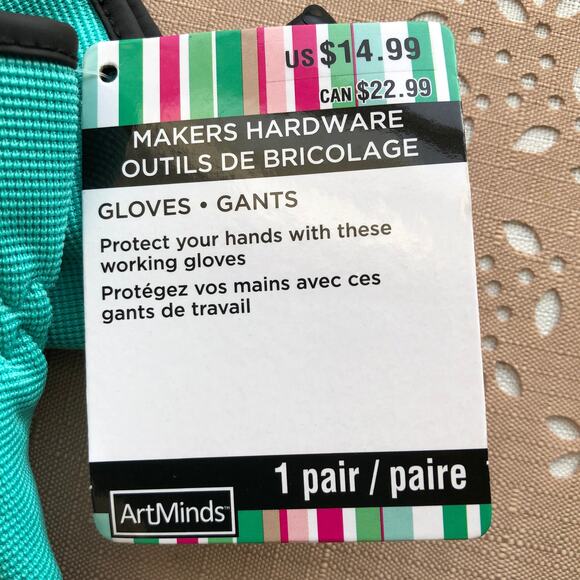 US $14.99
CAN $22.99
MAKERS HARDWARE
OUTILS DE BRICOLAGE
GLOVES • GANTS
Protect your hands with these
working gloves
Protégez vos mains avec ces
gants de travail
1 pair / paire
ArtMinds™